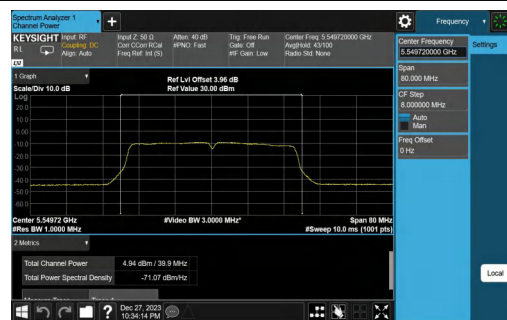 Spectrum Analyzer 1
Channel Power
Frequency
KEYSIGHT
Input: RF
Coupling: DC
Align: Auto
Input Z: 50 Ω
Corr CCorr RCal
Freq Ref: Int (S)
Atten: 40 dB
#PNO: Fast
Trig: Free Run
Gate: Off
#IF Gain: Low
Center Freq: 5.549720000 GHz
Avg|Hold: 43/100
Radio Std: None
R L
LXI
Center Frequency
5.549720000 GHz
Settings
Span
80.000 MHz
CF Step
8.000000 MHz
Auto
Man
Freq Offset
0 Hz
Local
1 Graph
Ref Lvl Offset 3.96 dB
Scale/Div 10.0 dB
Ref Value 30.00 dBm
Log
20.0
10.0
0.00
-10.0
-20.0
-30.0
-40.0
-50.0
-60.0
Center 5.54972 GHz
#Video BW 3.0000 MHz*
Span 80 MHz
#Res BW 1.0000 MHz
#Sweep 10.0 ms (1001 pts)
2 Metrics
Total Channel Power
4.94 dBm / 39.9 MHz
Total Power Spectral Density
-71.07 dBm/Hz
?
Dec 27, 2023
10:34:14 PM